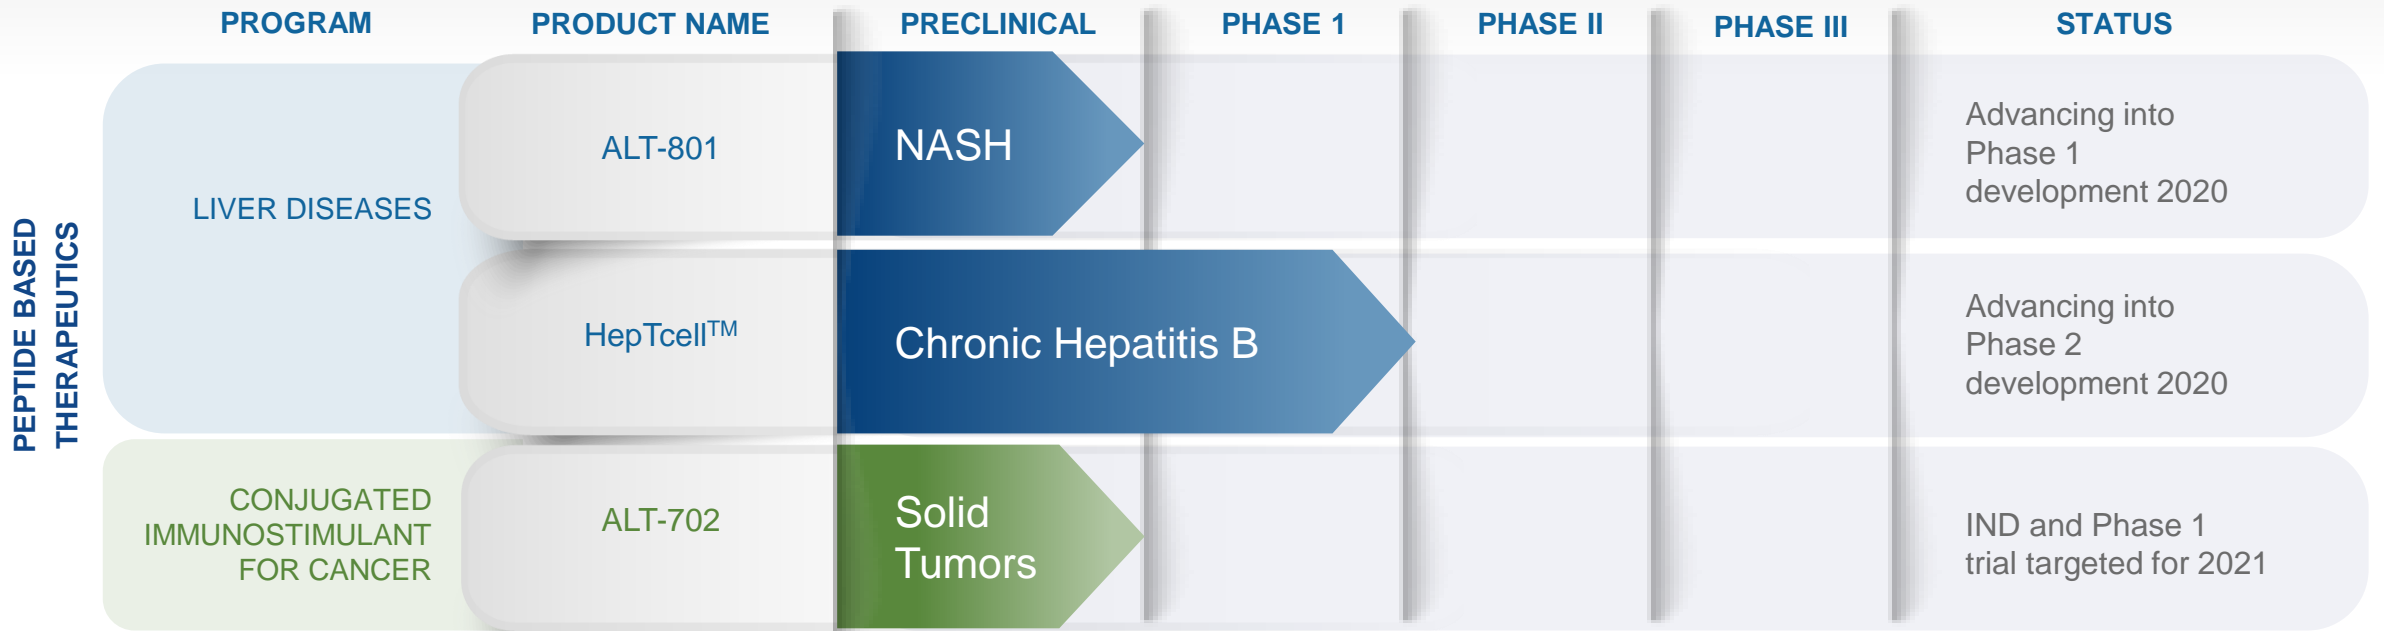 PROGRAM PRODUCT NAME PRECLINICAL PHASE 1 PHASE II PHASE III STATUS
PEPTIDE BASED
THERAPEUTICS
LIVER DISEASES
ALT-801
NASH
Advancing into
Phase 1
development 2020
HepTcell™
Chronic Hepatitis B
Advancing into
Phase 2
development 2020
CONJUGATED
IMMUNOSTIMULANT
FOR CANCER
ALT-702
Solid
Tumors
IND and Phase 1
trial targeted for 2021